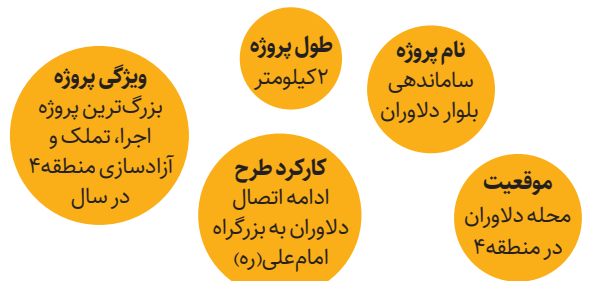 نام پروژه
ساماندهی
بلوار دلاوران
طول پروژه
۲کیلومتر
ویژگی پروژه
بزرگ‌ترین پروژه
اجرا، تملک و
آزادسازی منطقه۴
در سال
موقعیت
محله دلاوران
در منطقه۴
کارکرد طرح
ادامه اتصال
دلاوران به بزرگراه
امام‌علی(ره)